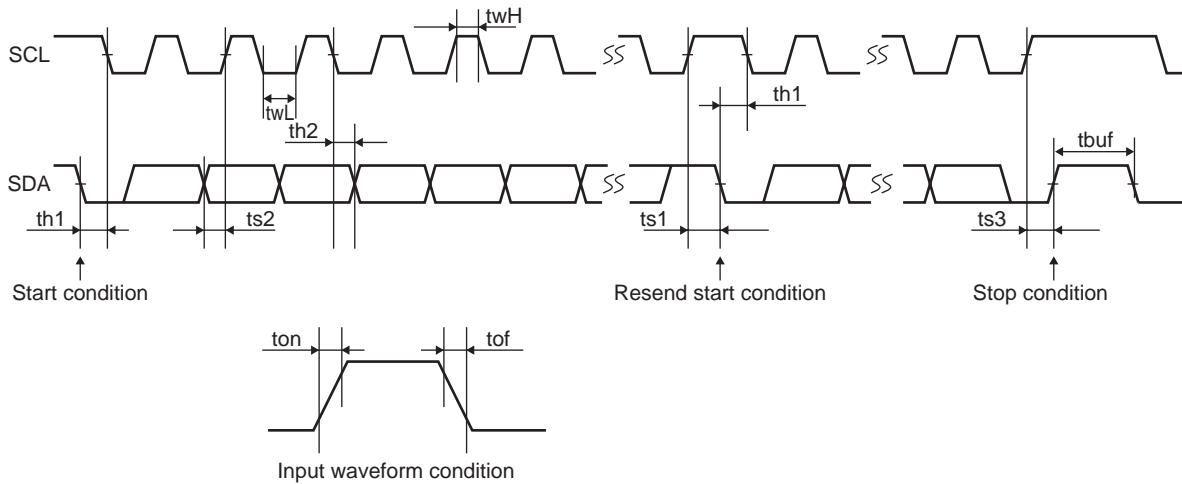 twH
SCL
twL
th1
th2
tbuf
SDA
th1
ts2
ts1
ts3
Start condition
Resend start condition
Stop condition
ton
tof
Input waveform condition